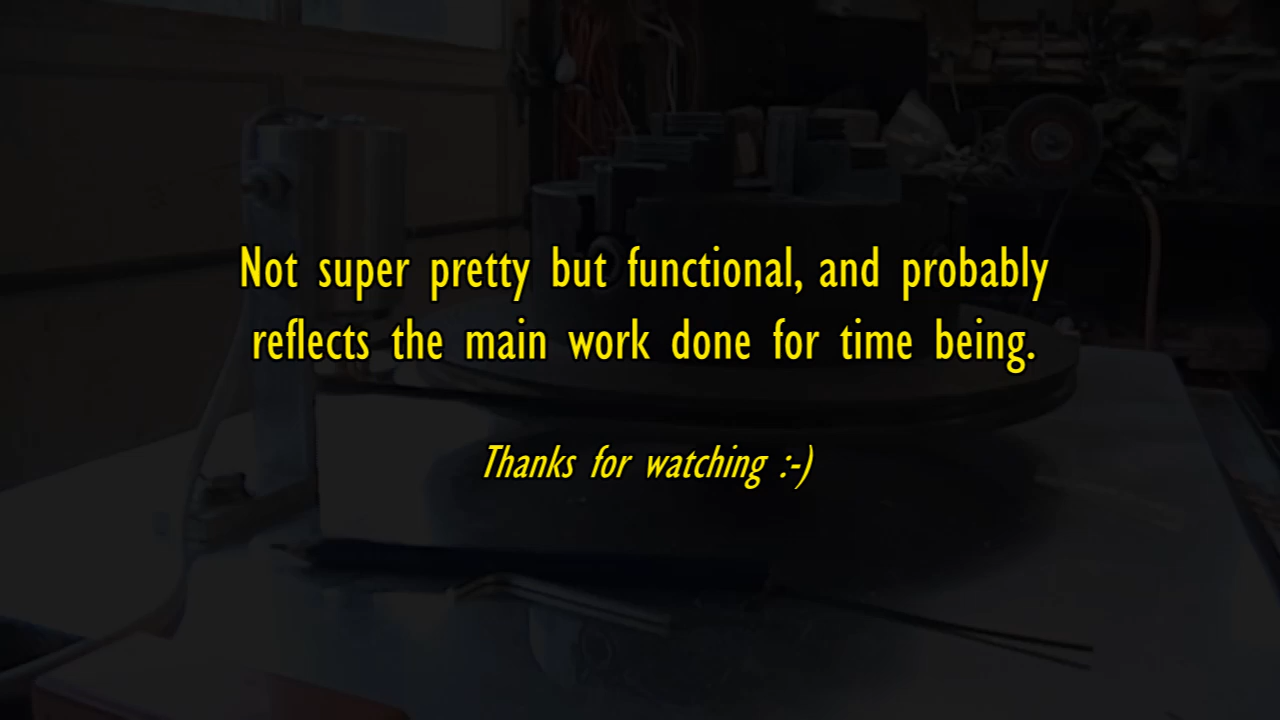 Not super pretty but functional, and probably
reflects the main work done for time being.
Thanks for watching :-)